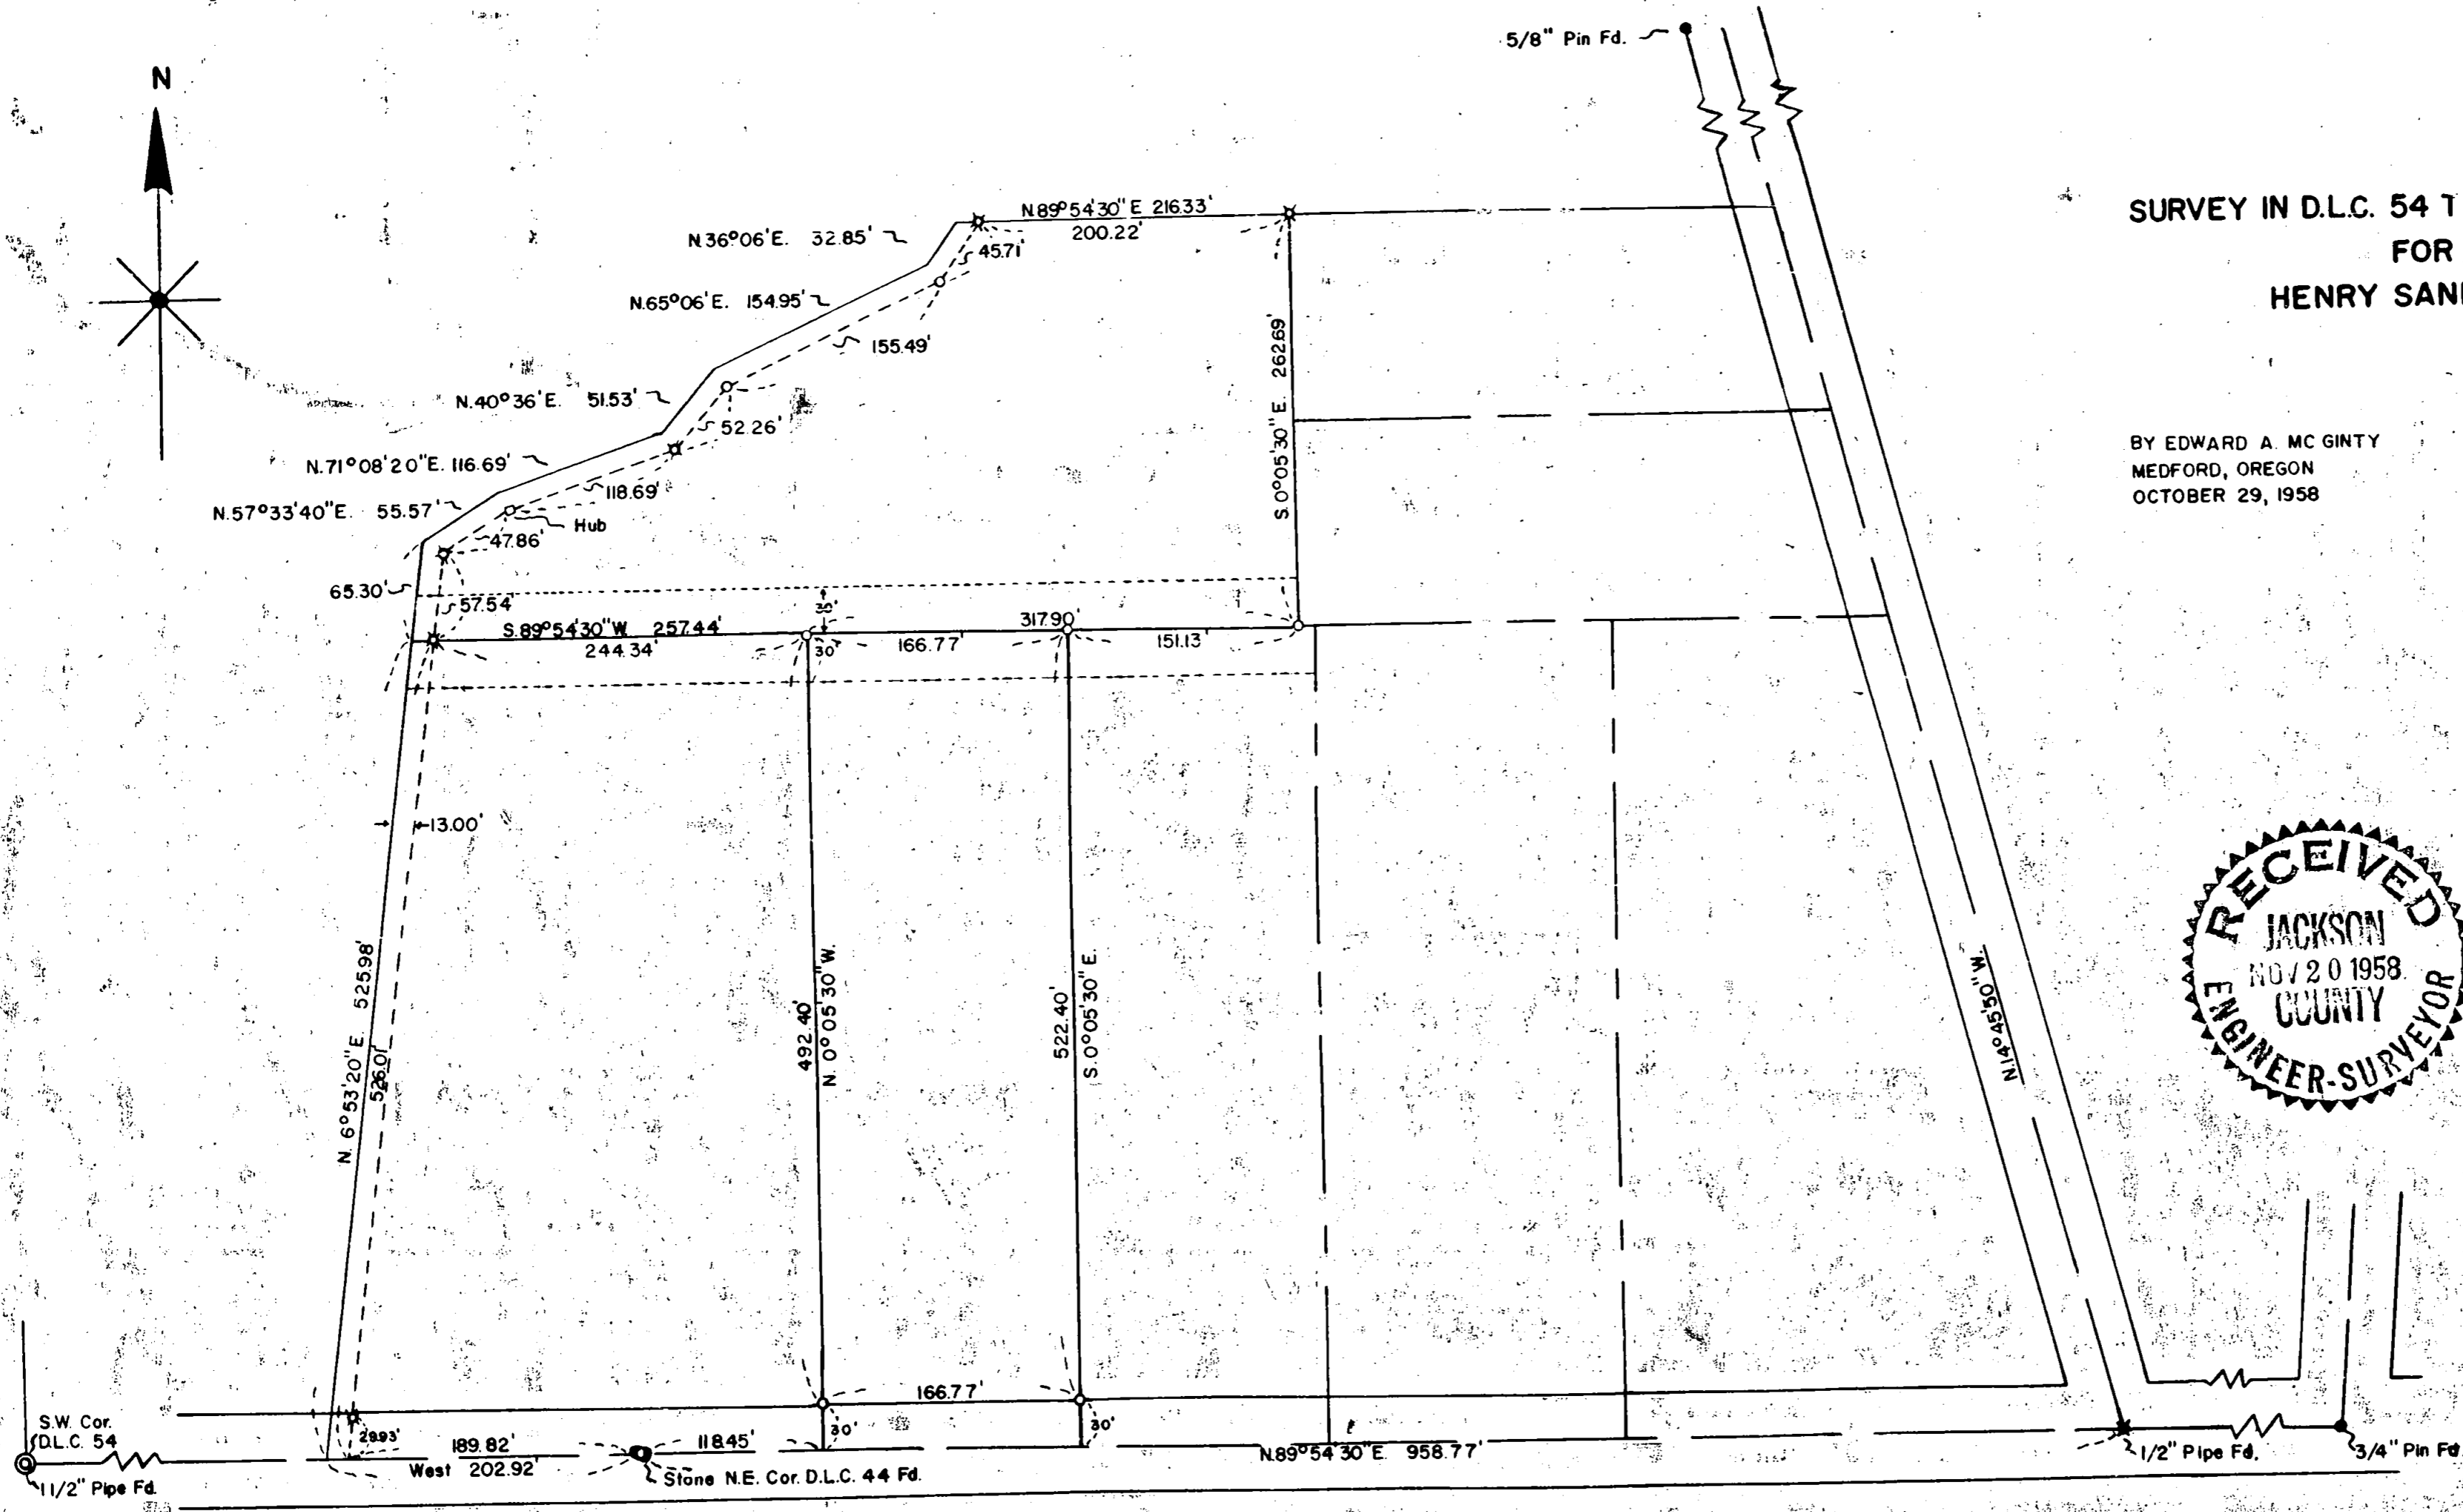 5/8" Pin Fd.
N
SURVEY IN D.L.C. 54 T
FOR
HENRY
N.89°54'30"E 216.33'
200.22'
N.36°06'E. 32.85'
45.71'
N.65°06'E. 154.95'
155.49'
S.0°05'30"E. 262.69'
N.40°36'E. 51.53'
52.26'
BY EDWARD A. MC GINTY
MEDFORD, OREGON
OCTOBER 29, 1958
N.71°08'20"E. 116.69'
118.69'
N.57°33'40"E. 55.57'
Hub
47.86'
65.30'
57.54'
S.89°54'30"W. 257.44'
244.34'
30'
317.90'
166.77'
151.13'
13.00'
RECEIVED
JACKSON
NOV 20 1958
COUNTY
ENGINEER-SURVEYOR
N. 6°53'20"E. 525.98'
526.01'
492.40'
N. 0°05'30"W.
522.40'
S.0°05'30"E.
N.14°45'50"W.
166.77'
S.W. Cor.
D.L.C. 54
1 1/2" Pipe Fd.
29.93'
189.82'
West 202.92'
118.45'
30'
Stone N.E. Cor. D.L.C. 44 Fd.
30'
N.89°54'30"E. 958.77'
1/2" Pipe Fd.
3/4" Pin Fd.